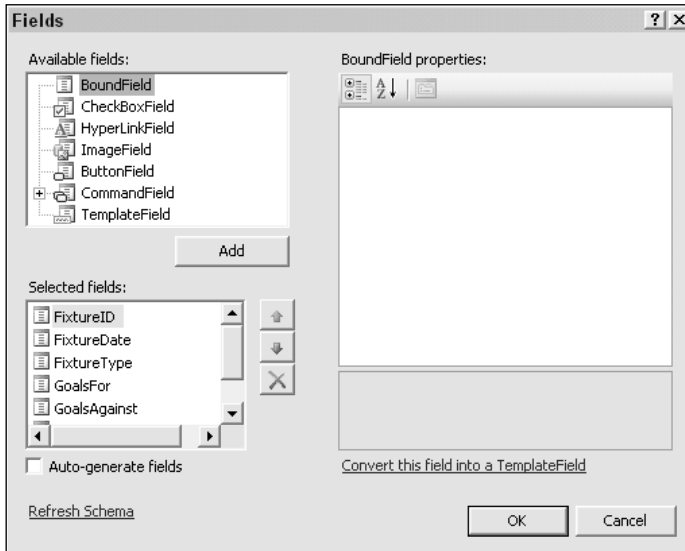 Fields
Available fields:
BoundField
CheckBoxField
HyperLinkField
ImageField
ButtonField
CommandField
TemplateField
Add
Selected fields:
FixtureID
FixtureDate
FixtureType
GoalsFor
GoalsAgainst
Auto-generate fields
Refresh Schema
BoundField properties:
Convert this field into a TemplateField
OK
Cancel